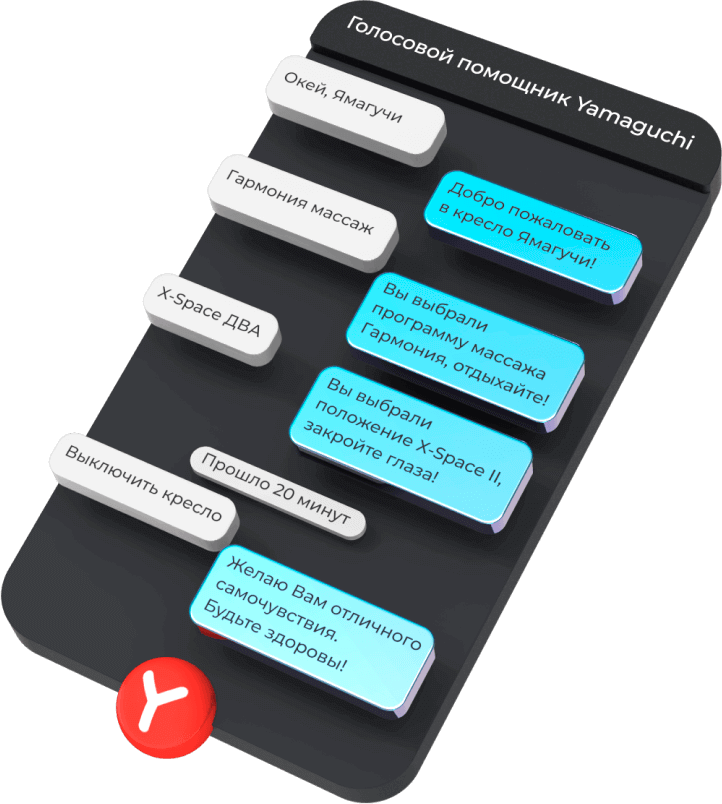 Голосовой помощник Yamaguchi
Окей, Ямагучи
Добро пожаловать
в кресло Ямагучи!
Гармония массаж
Вы выбрали
программу массажа
Гармония, отдыхайте!
X-Space ДВА
Вы выбрали
положение X-Space II,
закройте глаза!
Прошло 20 минут
Выключить кресло
Желаю Вам отличного
самочувствия.
Будьте здоровы!
Y